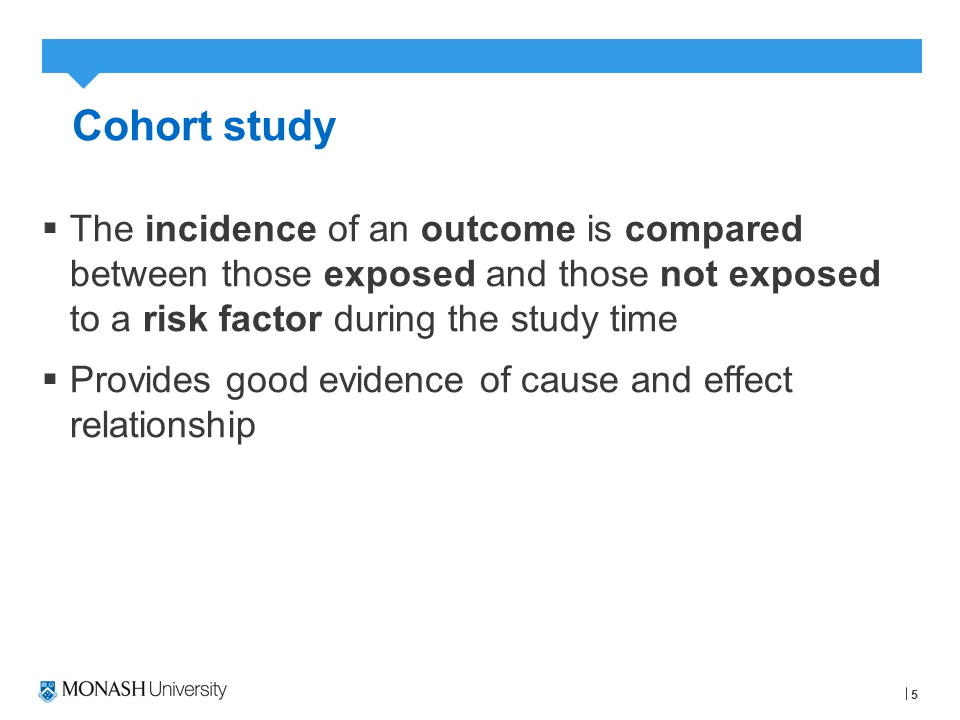 Cohort study
▪ The incidence of an outcome is compared
between those exposed and those not exposed
to a risk factor during the study time
▪ Provides good evidence of cause and effect
relationship
MONASH University
| 5